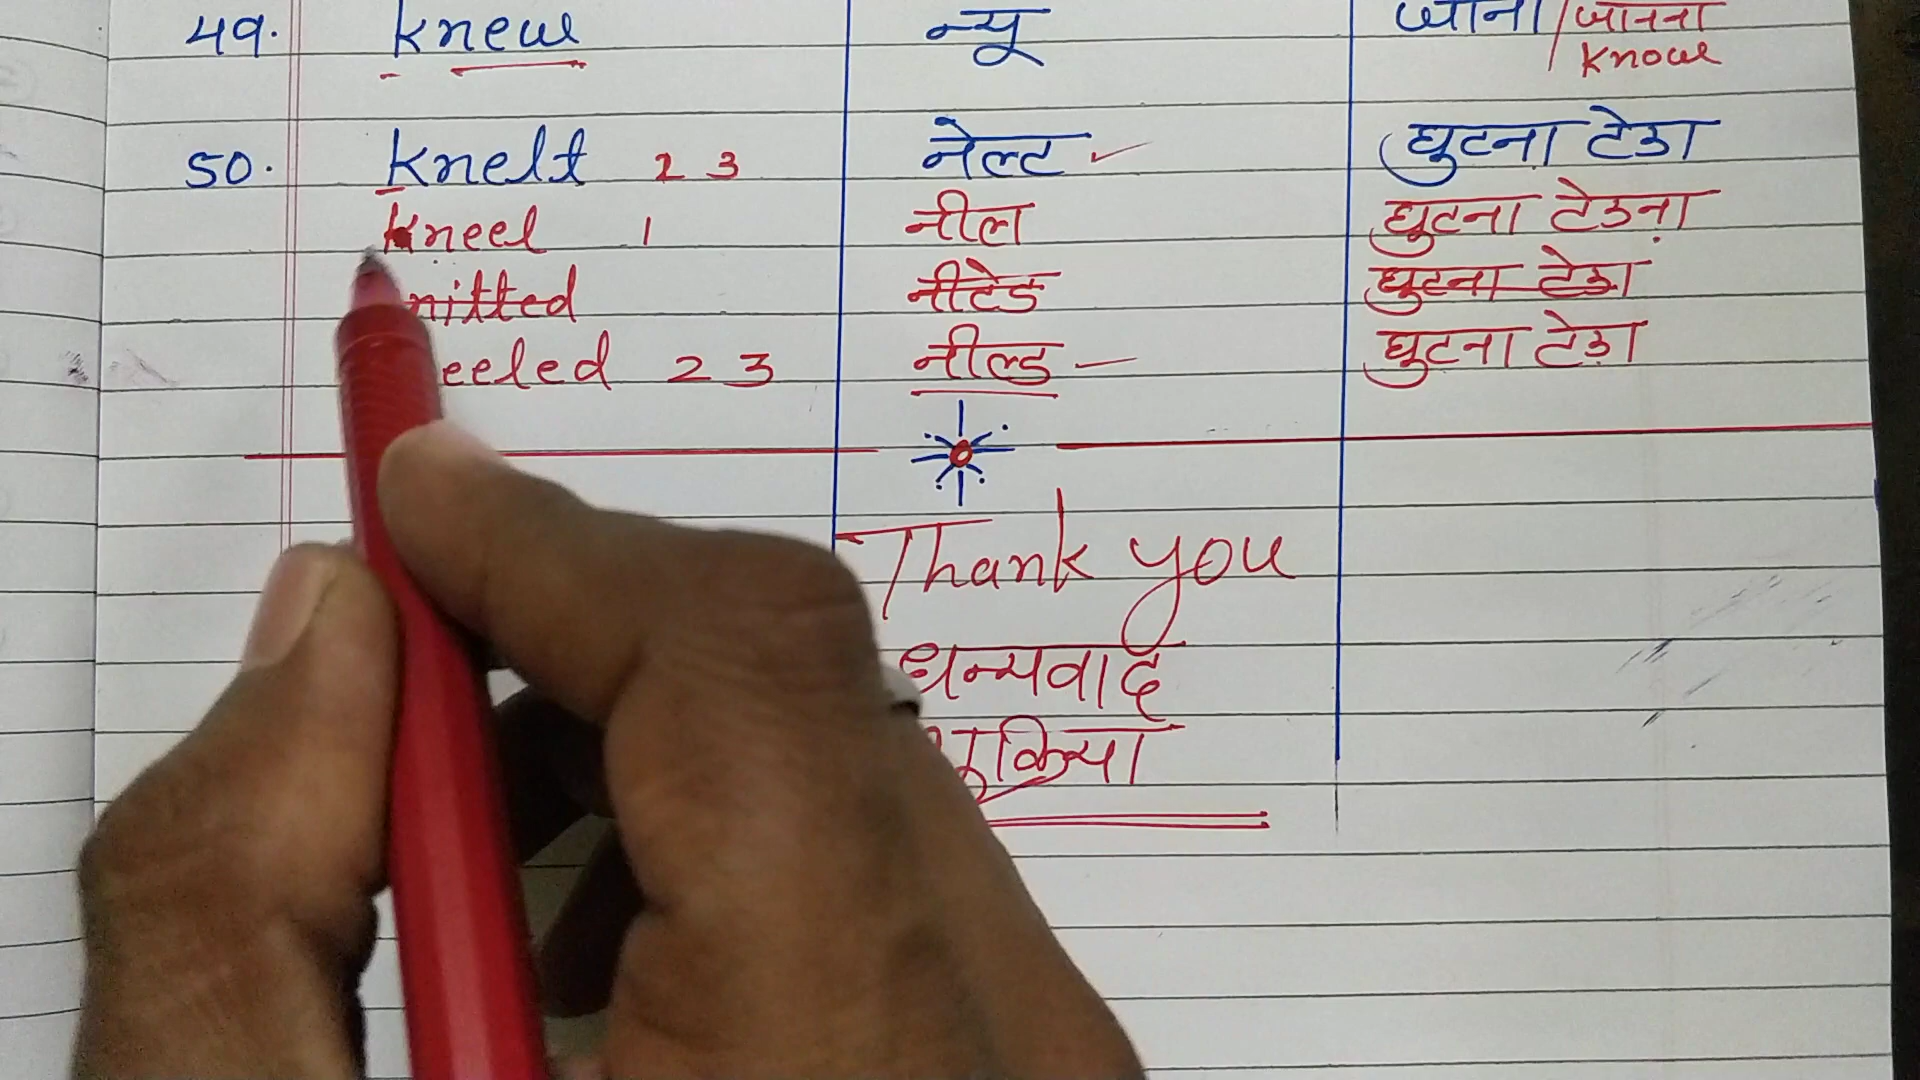 49. knew न्यू जाना/जानना
know
50. knelt 2 3 नेल्ट घुटना टेका
kneel 1 नील घुटना टेकना
nitted नीटेड घुटना टेका
eeled 2 3 नील्ड घुटना टेका
Thank you
धन्यवाद